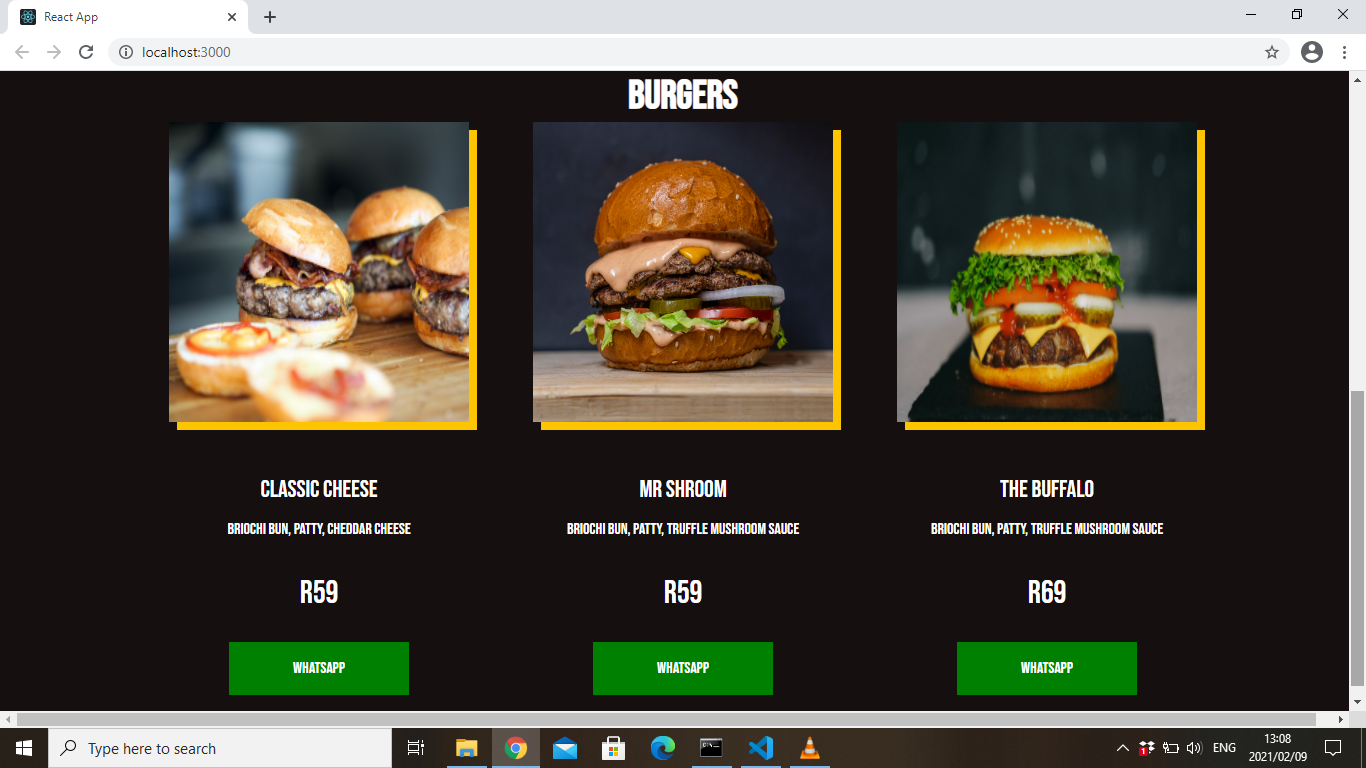 React App
localhost:3000
BURGERS
CLASSIC CHEESE
BRIOCHI BUN, PATTY, CHEDDAR CHEESE
R59
WHATSAPP
MR SHROOM
BRIOCHI BUN, PATTY, TRUFFLE MUSHROOM SAUCE
R59
WHATSAPP
THE BUFFALO
BRIOCHI BUN, PATTY, TRUFFLE MUSHROOM SAUCE
R69
WHATSAPP
Type here to search
1
ENG
13:08
2021/02/09